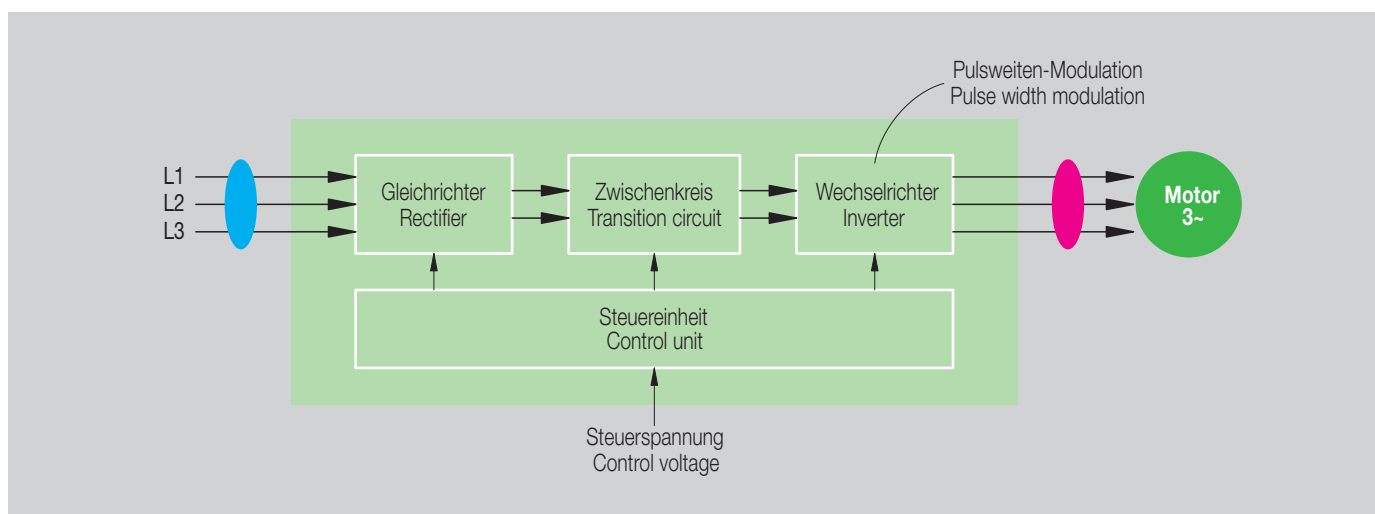 Pulsweiten-Modulation
Pulse width modulation
L1
L2
L3
Gleichrichter
Rectifier
Zwischenkreis
Transition circuit
Wechselrichter
Inverter
Motor
3~
Steuereinheit
Control unit
Steuerspannung
Control voltage